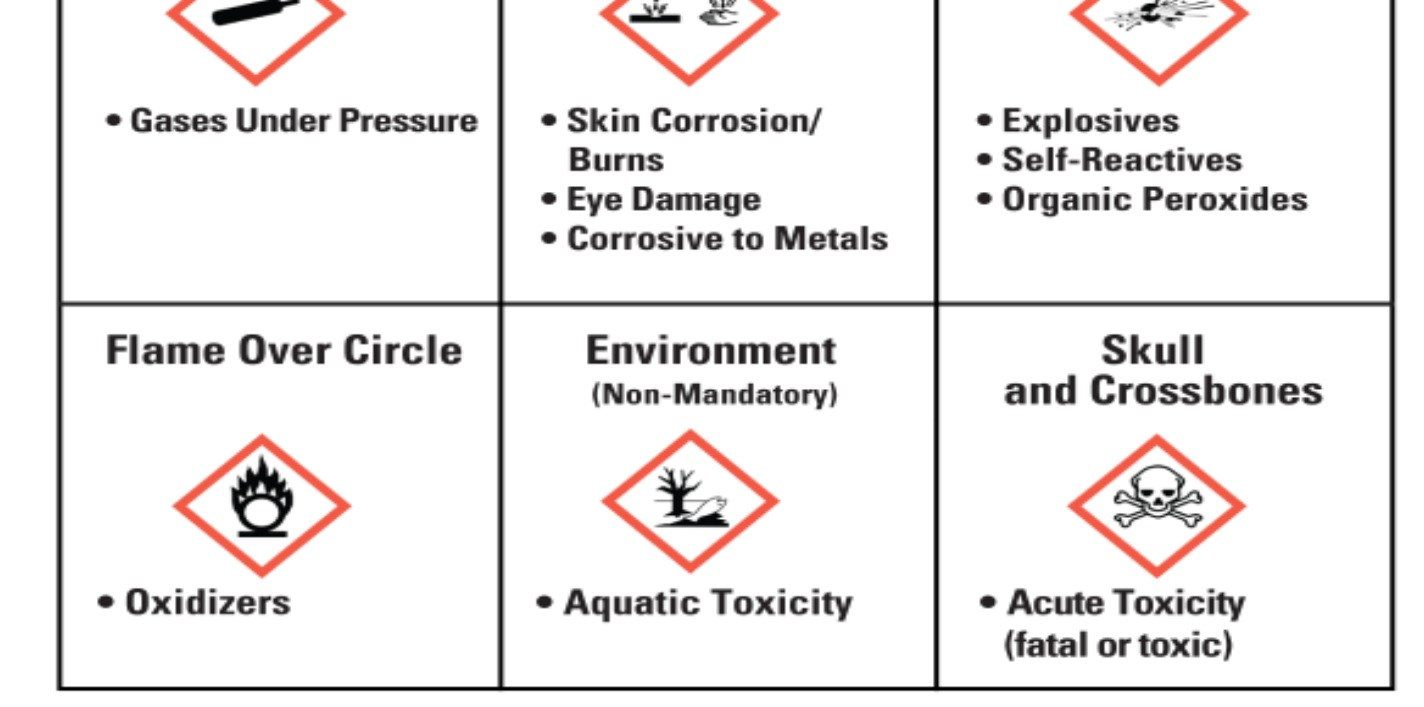 • Gases Under Pressure
• Skin Corrosion/
Burns
• Eye Damage
• Corrosive to Metals
• Explosives
• Self-Reactives
• Organic Peroxides
Flame Over Circle
• Oxidizers
Environment
(Non-Mandatory)
• Aquatic Toxicity
Skull
and Crossbones
• Acute Toxicity
(fatal or toxic)